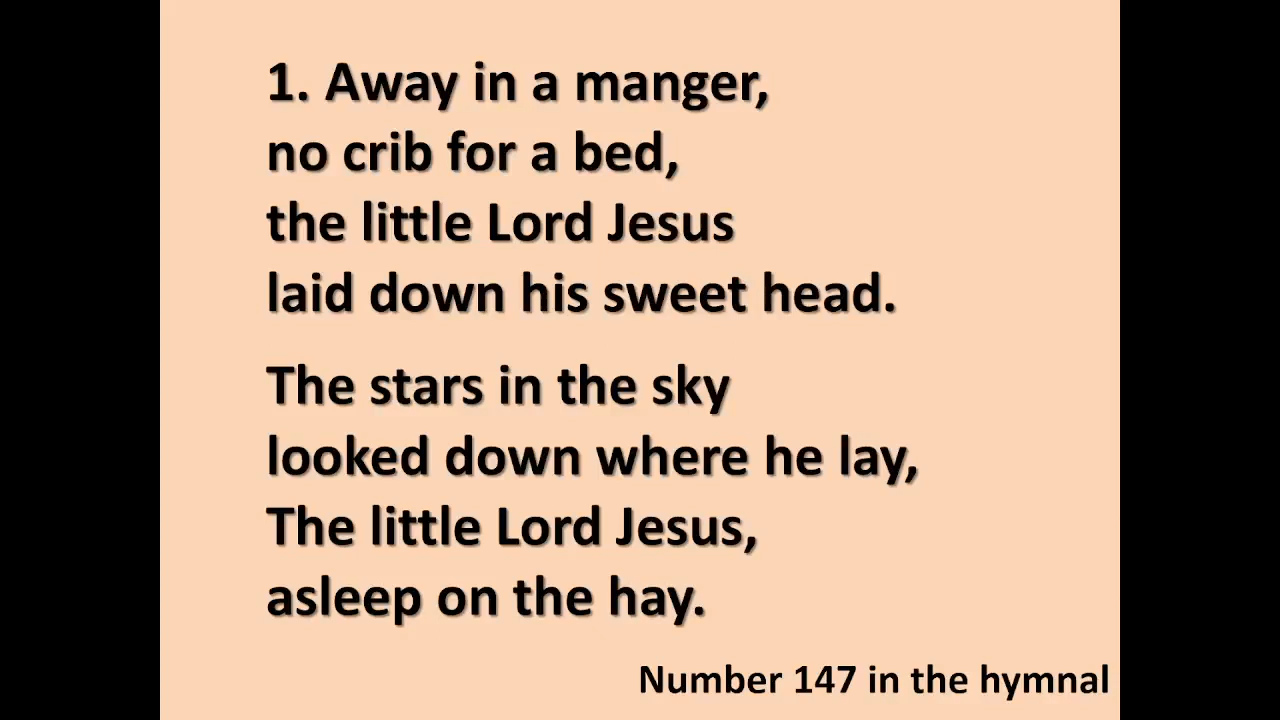 1. Away in a manger,
no crib for a bed,
the little Lord Jesus
laid down his sweet head.
The stars in the sky
looked down where he lay,
The little Lord Jesus,
asleep on the hay.
Number 147 in the hymnal